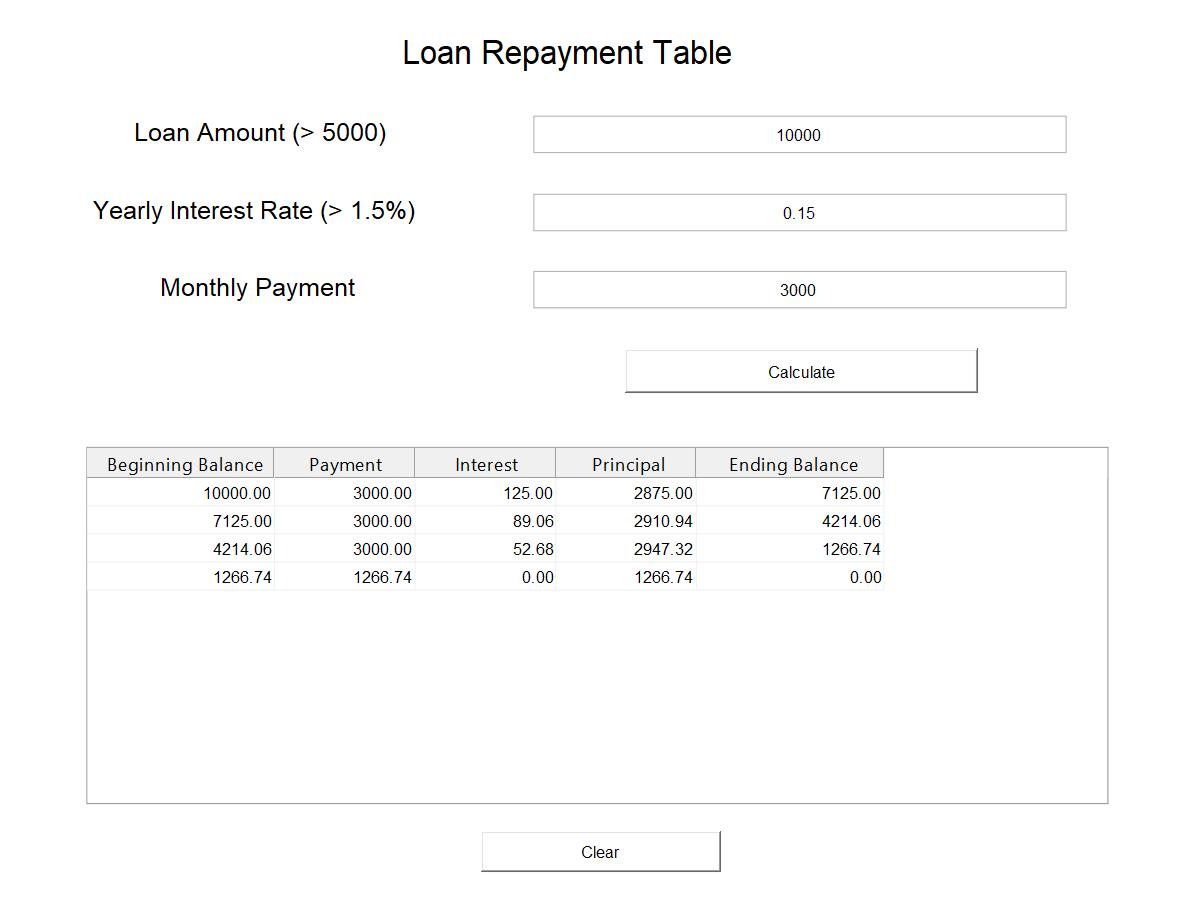 Loan Repayment Table
Loan Amount (> 5000) 10000
Yearly Interest Rate (> 1.5%) 0.15
Monthly Payment 3000
Calculate
Beginning Balance Payment Interest Principal Ending Balance
10000.00 3000.00 125.00 2875.00 7125.00
7125.00 3000.00 89.06 2910.94 4214.06
4214.06 3000.00 52.68 2947.32 1266.74
1266.74 1266.74 0.00 1266.74 0.00
Clear